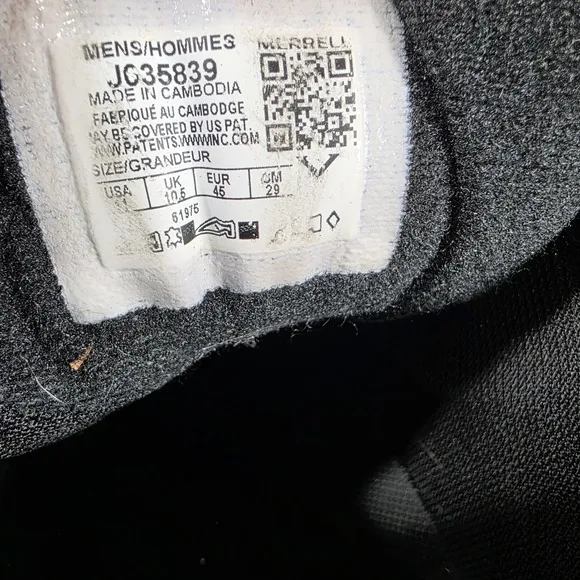 MENS/HOMMES
MERRELL
J035839
MADE IN CAMBODIA
FABRIQUÉ AU CAMBODGE
MAY BE COVERED BY US PAT.
WWW.PATENTS.WWWINC.COM
SIZE/GRANDEUR
USA UK EUR CM
10.5 45 29
61975